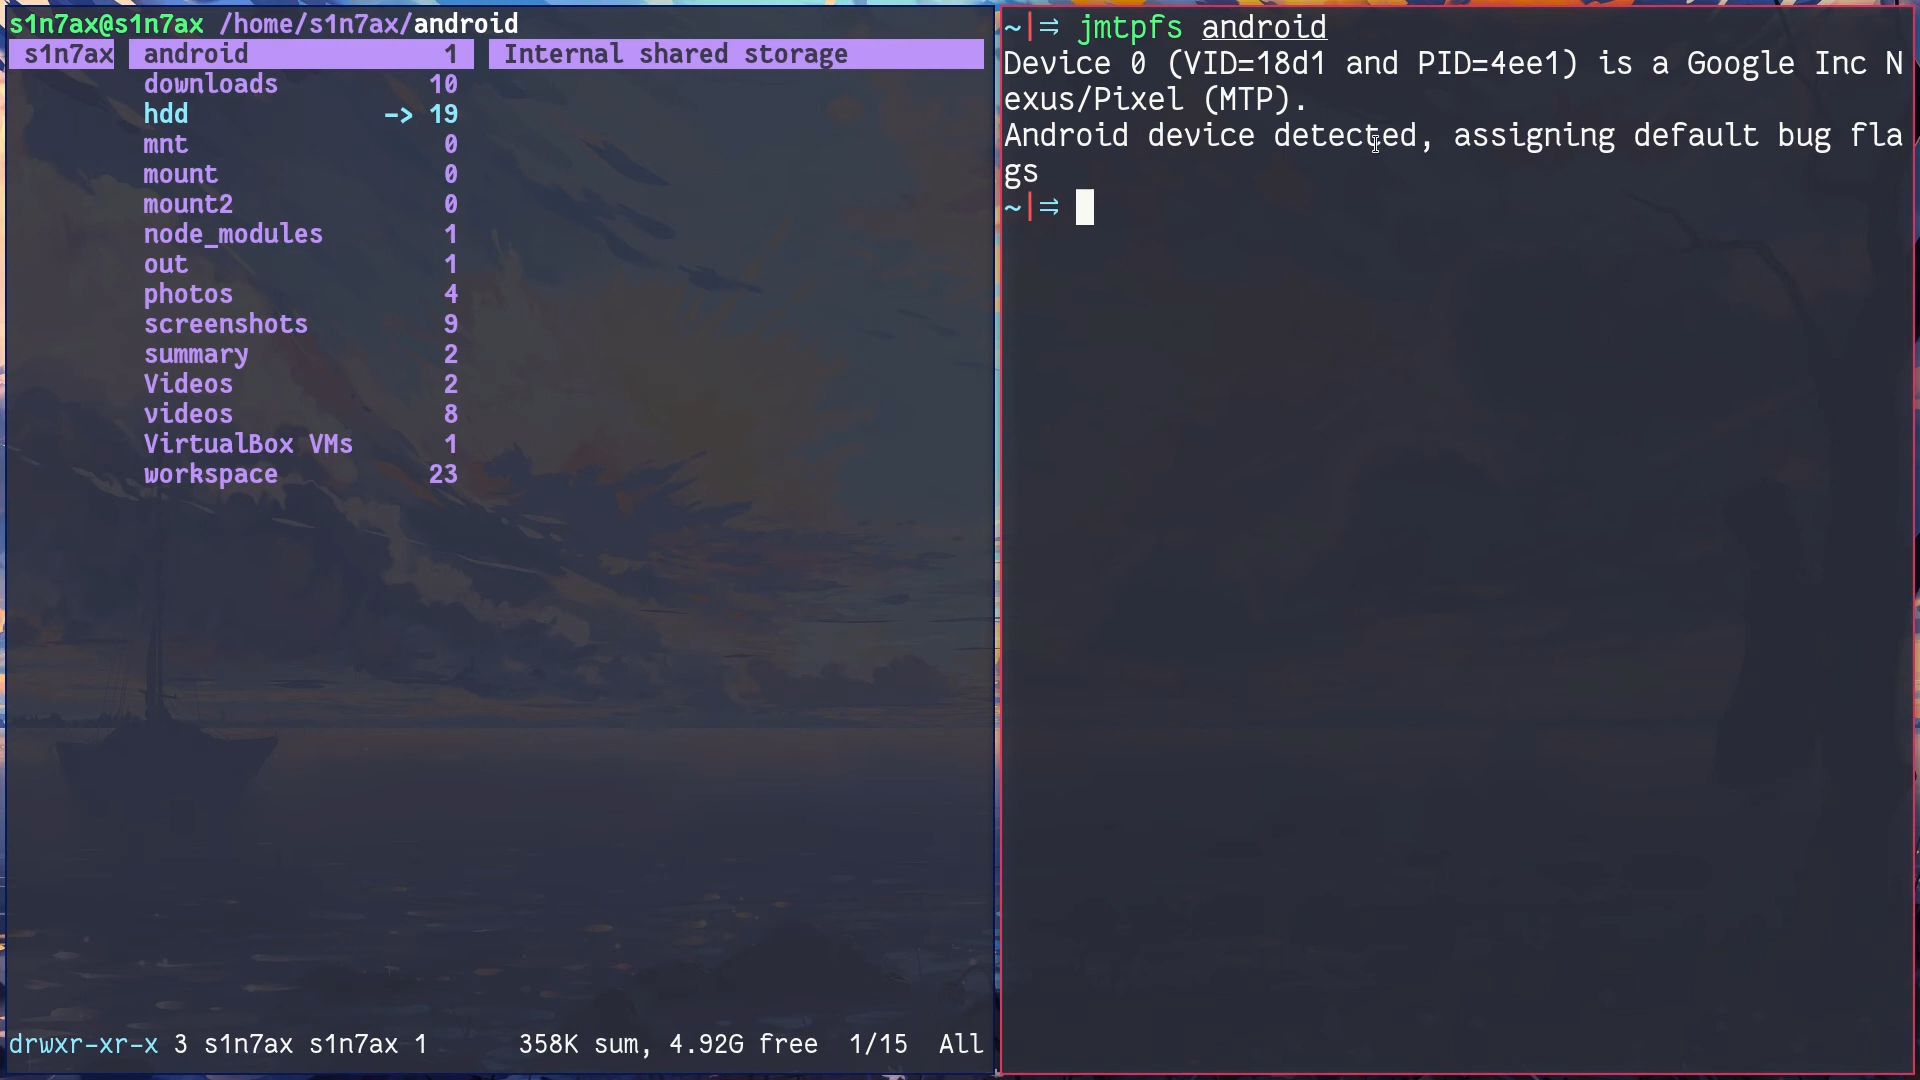 s1n7ax@s1n7ax /home/s1n7ax/android
s1n7ax android 1 Internal shared storage
downloads 10
hdd -> 19
mnt 0
mount 0
mount2 0
node_modules 1
out 1
photos 4
screenshots 9
summary 2
Videos 2
videos 8
VirtualBox VMs 1
workspace 23
drwxr-xr-x 3 s1n7ax s1n7ax 1 358K sum, 4.92G free 1/15 All
~|⇒ jmtpfs android
Device 0 (VID=18d1 and PID=4ee1) is a Google Inc N
exus/Pixel (MTP).
Android device detected, assigning default bug fla
gs
~|⇒